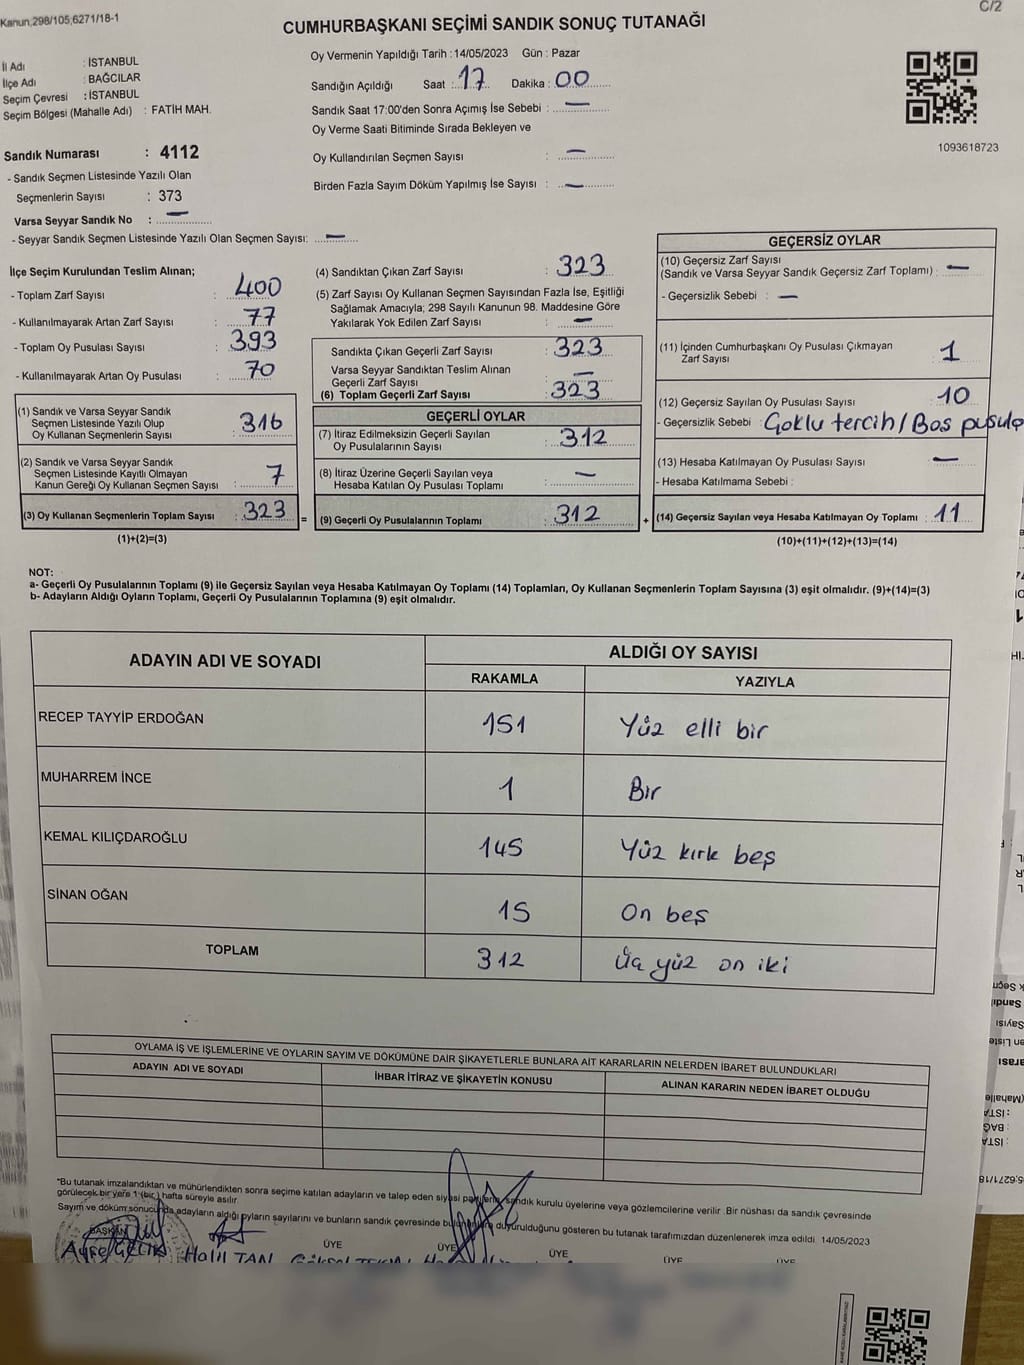 Kanun;298/105;6271/18-1
C/2
CUMHURBAŞKANI SEÇİMİ SANDIK SONUÇ TUTANAĞI
İl Adı : İSTANBUL
İlçe Adı : BAĞCILAR
Seçim Çevresi : İSTANBUL
Seçim Bölgesi (Mahalle Adı) : FATİH MAH.
Sandık Numarası : 4112
- Sandık Seçmen Listesinde Yazılı Olan
Seçmenlerin Sayısı : 373
Varsa Seyyar Sandık No : —
- Seyyar Sandık Seçmen Listesinde Yazılı Olan Seçmen Sayısı: —
Oy Vermenin Yapıldığı Tarih : 14/05/2023 Gün : Pazar
Sandığın Açıldığı Saat : 17 Dakika : 00
Sandık Saat 17:00'den Sonra Açımış İse Sebebi : —
Oy Verme Saati Bitiminde Sırada Bekleyen ve
Oy Kullandırılan Seçmen Sayısı : —
Birden Fazla Sayım Döküm Yapılmış İse Sayısı : —
1093618723
İlçe Seçim Kurulundan Teslim Alınan;
- Toplam Zarf Sayısı : 400
- Kullanılmayarak Artan Zarf Sayısı : 77
- Toplam Oy Pusulası Sayısı : 393
- Kullanılmayarak Artan Oy Pusulası : 70
(1) Sandık ve Varsa Seyyar Sandık
Seçmen Listesinde Yazılı Olup
Oy Kullanan Seçmenlerin Sayısı : 316
(2) Sandık ve Varsa Seyyar Sandık
Seçmen Listesinde Kayıtlı Olmayan
Kanun Gereği Oy Kullanan Seçmen Sayısı : 7
(3) Oy Kullanan Seçmenlerin Toplam Sayısı : 323 =
(1)+(2)=(3)
(4) Sandıktan Çıkan Zarf Sayısı : 323
(5) Zarf Sayısı Oy Kullanan Seçmen Sayısından Fazla İse, Eşitliği
Sağlamak Amacıyla; 298 Sayılı Kanunun 98. Maddesine Göre
Yakılarak Yok Edilen Zarf Sayısı : —
Sandıkta Çıkan Geçerli Zarf Sayısı : 323
Varsa Seyyar Sandıktan Teslim Alınan
Geçerli Zarf Sayısı : —
(6) Toplam Geçerli Zarf Sayısı : 323
GEÇERLİ OYLAR
(7) İtiraz Edilmeksizin Geçerli Sayılan
Oy Pusulalarının Sayısı : 312
(8) İtiraz Üzerine Geçerli Sayılan veya
Hesaba Katılan Oy Pusulası Toplamı : —
(9) Geçerli Oy Pusulalarının Toplamı : 312 +
GEÇERSİZ OYLAR
(10) Geçersiz Zarf Sayısı
(Sandık ve Varsa Seyyar Sandık Geçersiz Zarf Toplamı) : —
- Geçersizlik Sebebi : —
(11) İçinden Cumhurbaşkanı Oy Pusulası Çıkmayan
Zarf Sayısı : 1
(12) Geçersiz Sayılan Oy Pusulası Sayısı : 10
- Geçersizlik Sebebi : Çoklu tercih / Bos pusula
(13) Hesaba Katılmayan Oy Pusulası Sayısı : —
- Hesaba Katılmama Sebebi :
(14) Geçersiz Sayılan veya Hesaba Katılmayan Oy Toplamı : 11
(10)+(11)+(12)+(13)=(14)
NOT:
a- Geçerli Oy Pusulalarının Toplamı (9) ile Geçersiz Sayılan veya Hesaba Katılmayan Oy Toplamı (14) Toplamları, Oy Kullanan Seçmenlerin Toplam Sayısına (3) eşit olmalıdır. (9)+(14)=(3)
b- Adayların Aldığı Oyların Toplamı, Geçerli Oy Pusulalarının Toplamına (9) eşit olmalıdır.
ADAYIN ADI VE SOYADI ALDIĞI OY SAYISI
RAKAMLA YAZIYLA
RECEP TAYYİP ERDOĞAN 151 Yüz elli bir
MUHARREM İNCE 1 Bir
KEMAL KILIÇDAROĞLU 145 Yüz kırk beş
SİNAN OĞAN 15 On beş
TOPLAM 312 Üç yüz on iki
OYLAMA İŞ VE İŞLEMLERİNE VE OYLARIN SAYIM VE DÖKÜMÜNE DAİR ŞİKAYETLERLE BUNLARA AİT KARARLARIN NELERDEN İBARET BULUNDUKLARI
ADAYIN ADI VE SOYADI İHBAR İTİRAZ VE ŞİKAYETİN KONUSU ALINAN KARARIN NEDEN İBARET OLDUĞU
*Bu tutanak imzalandıktan ve mühürlendikten sonra seçime katılan adayların ve talep eden siyasi sandık kurulu üyelerine veya gözlemcilerine verilir. Bir nüshası da sandık çevresinde
görülecek bir yere 1 (bir) hafta süreyle asılır.
Sayım ve döküm sonucunda adayların aldığı oyların sayılarını ve bunların sandık çevresinde duyurulduğunu gösteren bu tutanak tarafımızdan düzenlenerek imza edildi. 14/05/2023
BAŞKAN ÜYE ÜYE ÜYE ÜYE ÜYE
Halil TAN